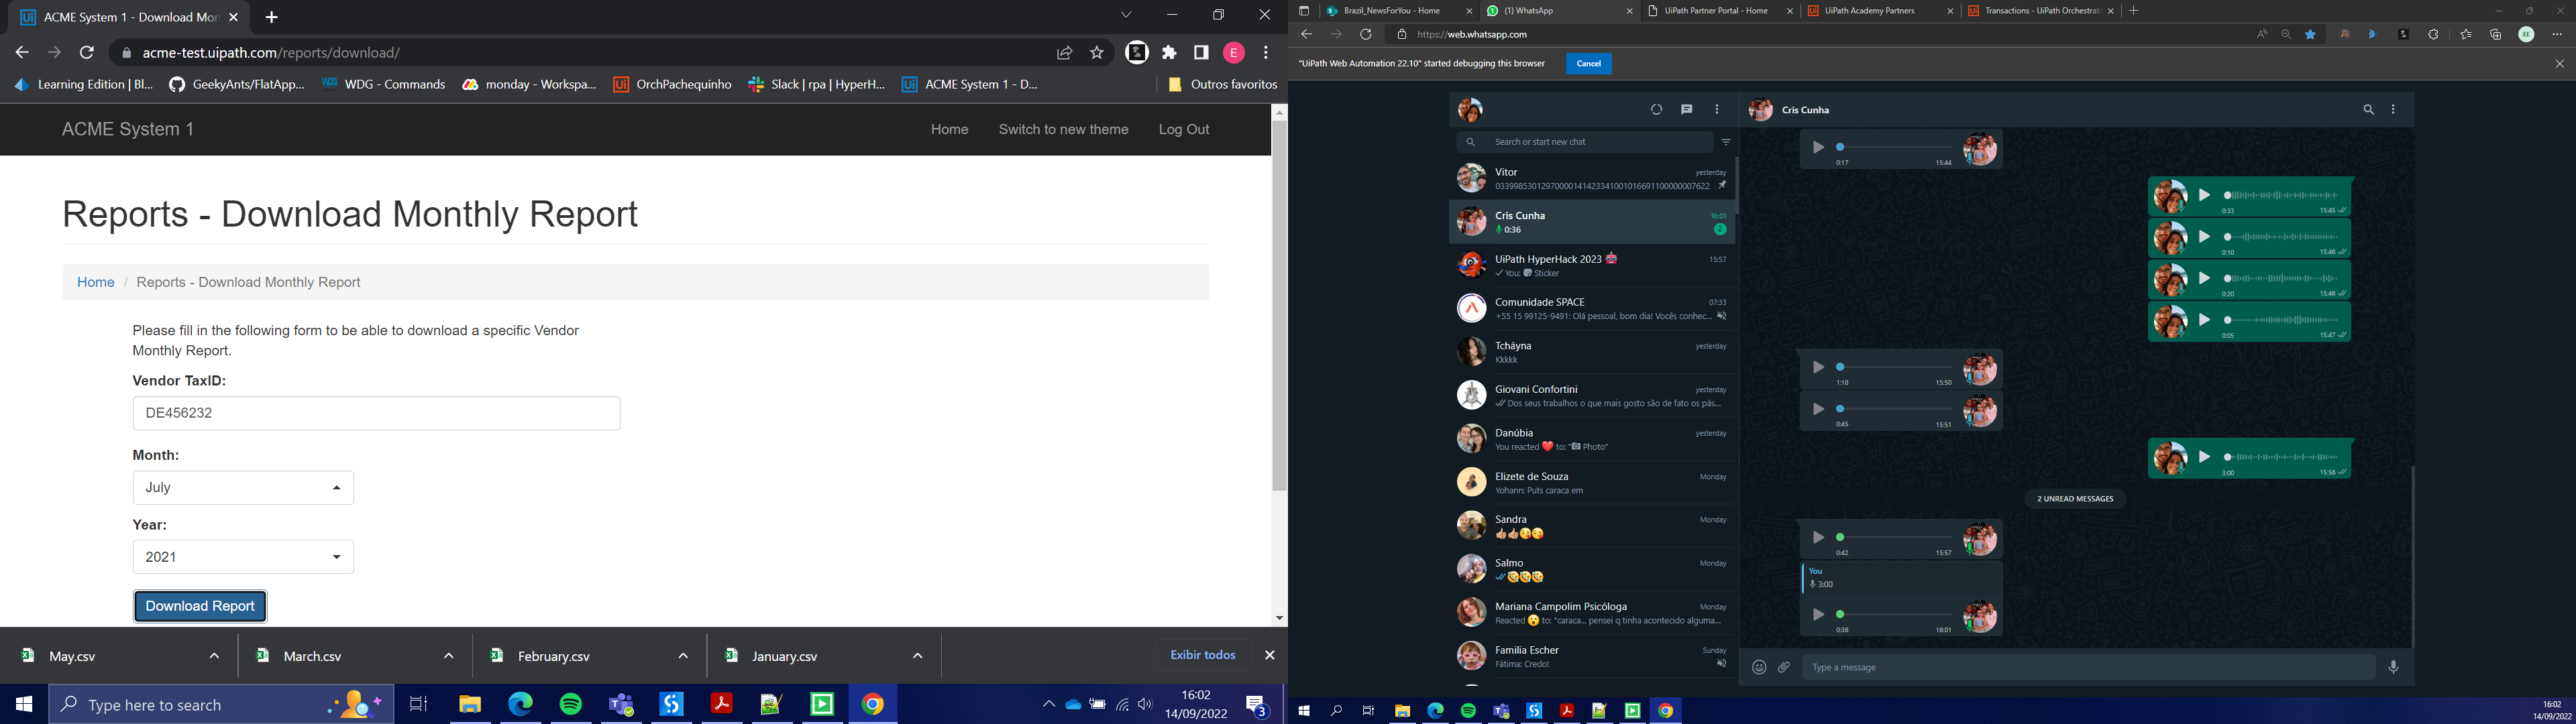 ACME System 1 - Download Mon
acme-test.uipath.com/reports/download/
E
Learning Edition | Bl...
GeekyAnts/FlatApp...
WDG - Commands
monday - Workspa...
OrchPachequinho
Slack | rpa | HyperH...
ACME System 1 - D...
Outros favoritos
ACME System 1
Home
Switch to new theme
Log Out
Reports - Download Monthly Report
Home / Reports - Download Monthly Report
Please fill in the following form to be able to download a specific Vendor
Monthly Report.
Vendor TaxID:
DE456232
Month:
July
Year:
2021
Download Report
May.csv
March.csv
February.csv
January.csv
Exibir todos
Type here to search
16:02
14/09/2022
3
Brazil_NewsForYou - Home
(1) WhatsApp
UiPath Partner Portal - Home
UiPath Academy Partners
Transactions - UiPath Orchestrat
https://web.whatsapp.com
EE
"UiPath Web Automation 22.10" started debugging this browser
Cancel
Search or start new chat
Vitor
yesterday
03399853012970000141423341001016691100000007622
Cris Cunha
16:01
0:36
2
UiPath HyperHack 2023
15:57
You: Sticker
Comunidade SPACE
07:33
+55 15 99125-9491: Olá pessoal, bom dia! Vocês conhec...
Tcháyna
yesterday
Kkkkk
Giovani Confortini
yesterday
Dos seus trabalhos o que mais gosto são de fato os pás...
Danúbia
yesterday
You reacted ❤️ to: "📷 Photo"
Elizete de Souza
Monday
Yohann: Puts caraca em
Sandra
Monday
Salmo
Monday
Mariana Campolim Psicóloga
Monday
Reacted 😮 to: "caraca... pensei q tinha acontecido alguma...
Familia Escher
Sunday
Fátima: Credo!
Cris Cunha
0:17
15:44
0:33
15:45
0:10
15:46
0:20
15:46
0:05
15:47
1:18
15:50
0:45
15:51
3:00
15:56
2 UNREAD MESSAGES
0:42
15:57
You
3:00
0:36
16:01
Type a message
16:02
14/09/2022